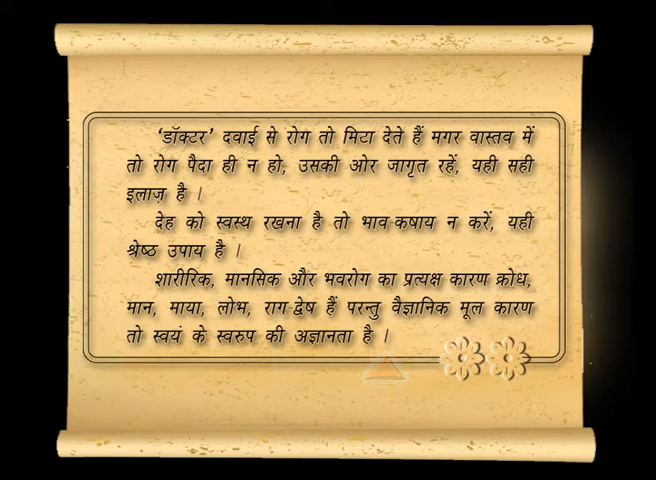 ‘डॉक्टर’ दवाई से रोग तो मिटा देते हैं मगर वास्तव में
तो रोग पैदा ही न हो, उसकी ओर जागृत रहें, यही सही
इलाज़ है ।
देह को स्वस्थ रखना है तो भाव-कषाय न करें, यही
श्रेष्ठ उपाय है ।
शारीरिक, मानसिक और भवरोग का प्रत्यक्ष कारण क्रोध,
मान, माया, लोभ, राग-द्वेष हैं परन्तु वैज्ञानिक मूल कारण
तो स्वयं के स्वरुप की अज्ञानता है ।